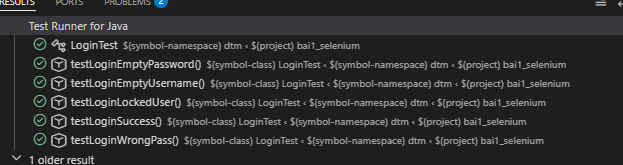 RESULTS PORTS PROBLEMS 2
Test Runner for Java
LoginTest $(symbol-namespace) dtm < $(project) bai1_selenium
testLoginEmptyPassword() $(symbol-class) LoginTest < $(symbol-namespace) dtm < $(project) bai1_selenium
testLoginEmptyUsername() $(symbol-class) LoginTest < $(symbol-namespace) dtm < $(project) bai1_selenium
testLoginLockedUser() $(symbol-class) LoginTest < $(symbol-namespace) dtm < $(project) bai1_selenium
testLoginSuccess() $(symbol-class) LoginTest < $(symbol-namespace) dtm < $(project) bai1_selenium
testLoginWrongPass() $(symbol-class) LoginTest < $(symbol-namespace) dtm < $(project) bai1_selenium
1 older result